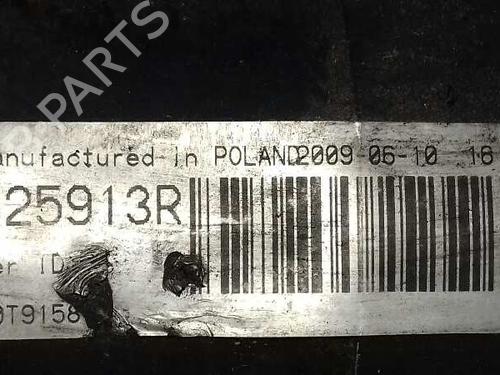 PARTS
anufactured in POLAND2009-06-10 16
25913R
er ID
T9158